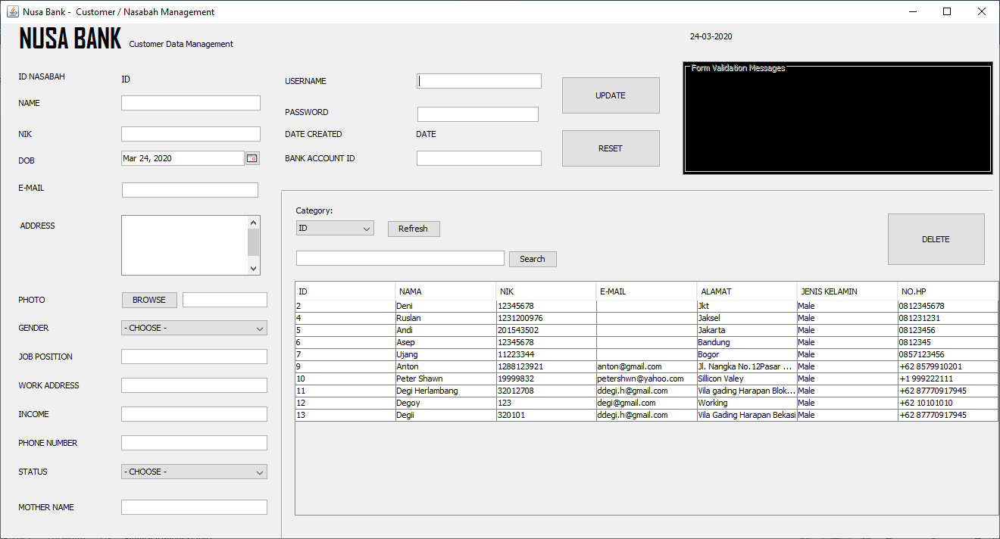 Nusa Bank - Customer / Nasabah Management
NUSA BANK Customer Data Management
24-03-2020
ID NASABAH ID
NAME
NIK
DOB Mar 24, 2020
E-MAIL
ADDRESS
PHOTO BROWSE
GENDER - CHOOSE -
JOB POSITION
WORK ADDRESS
INCOME
PHONE NUMBER
STATUS - CHOOSE -
MOTHER NAME
USERNAME
PASSWORD
DATE CREATED DATE
BANK ACCOUNT ID
UPDATE
RESET
Form Validation Messages
Category:
ID Refresh
Search
DELETE
ID NAMA NIK E-MAIL ALAMAT JENIS KELAMIN NO.HP
2 Deni 12345678 Jkt Male 0812345678
4 Ruslan 1231200976 Jaksel Male 081231231
5 Andi 201543502 Jakarta Male 08123456
6 Asep 12345678 Bandung Male 0812345
7 Ujang 11223344 Bogor Male 0857123456
9 Anton 1288123921 anton@gmail.com Jl. Nangka No.12Pasar ... Male +62 8579910201
10 Peter Shawn 19999832 petershwn@yahoo.com Sillicon Valey Male +1 999222111
11 Degi Herlambang 32012708 ddegi.h@gmail.com Vila gading Harapan Blok... Male +62 87770917945
12 Degoy 123 degi@gmail.com Working Male +62 10101010
13 Degii 320101 ddegi.h@gmail.com Vila Gading Harapan Bekasi Male +62 87770917945